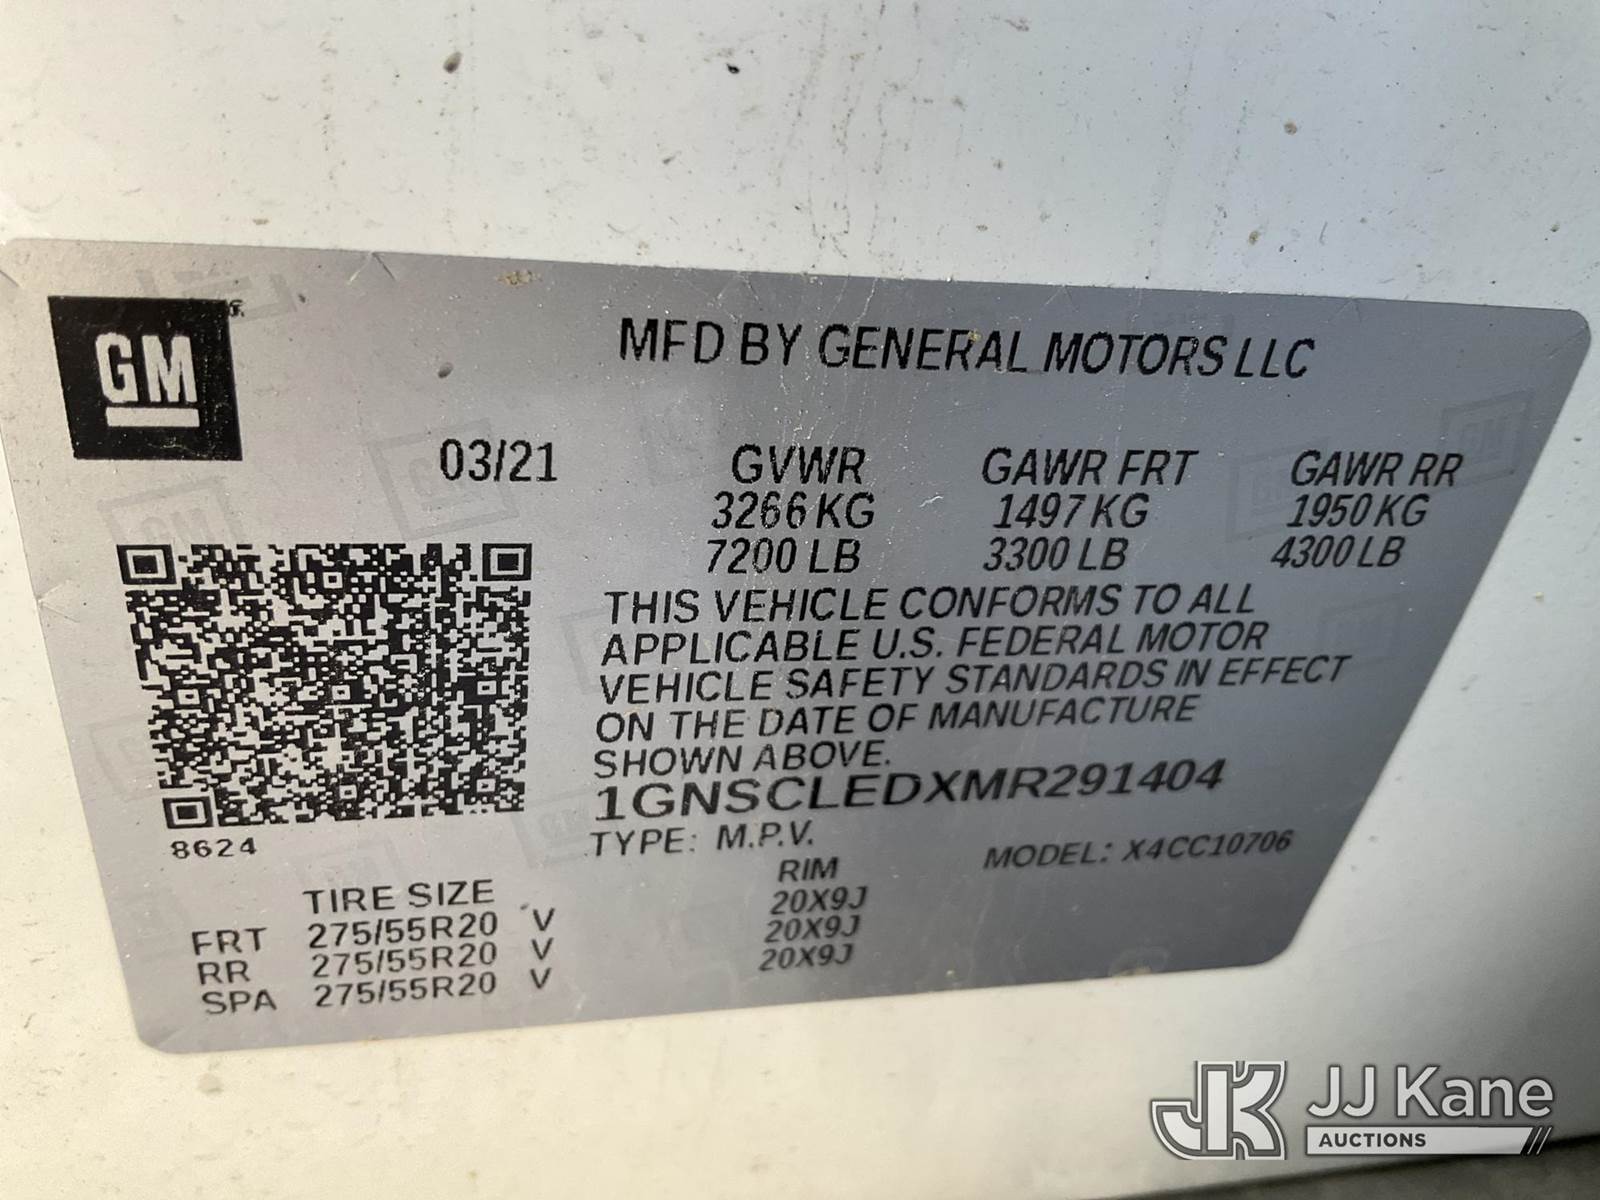 GM
MFD BY GENERAL MOTORS LLC
03/21 GVWR GAWR FRT GAWR RR
3266 KG 1497 KG 1950 KG
7200 LB 3300 LB 4300 LB
THIS VEHICLE CONFORMS TO ALL
APPLICABLE U.S. FEDERAL MOTOR
VEHICLE SAFETY STANDARDS IN EFFECT
ON THE DATE OF MANUFACTURE
SHOWN ABOVE.
1GNSCLEDXMR291404
8624
TYPE: M.P.V. MODEL: X4CC10706
TIRE SIZE RIM
FRT 275/55R20 V 20X9J
RR 275/55R20 V 20X9J
SPA 275/55R20 V 20X9J
JK JJ Kane
AUCTIONS